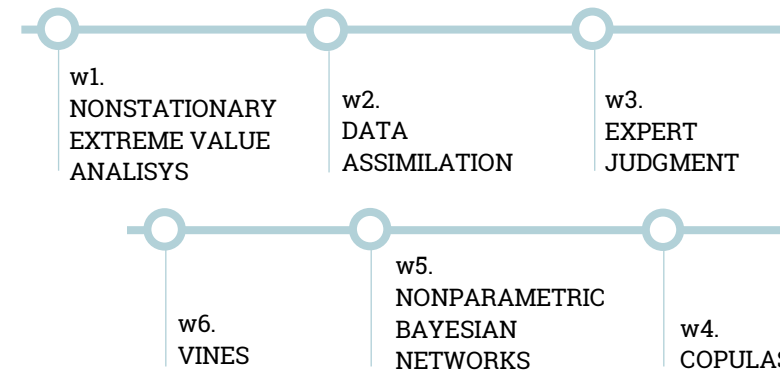 w1.
NONSTATIONARY
EXTREME VALUE
ANALISYS
w2.
DATA
ASSIMILATION
w3.
EXPERT
JUDGMENT
w4.
COPULAS
w5.
NONPARAMETRIC
BAYESIAN
NETWORKS
w6.
VINES